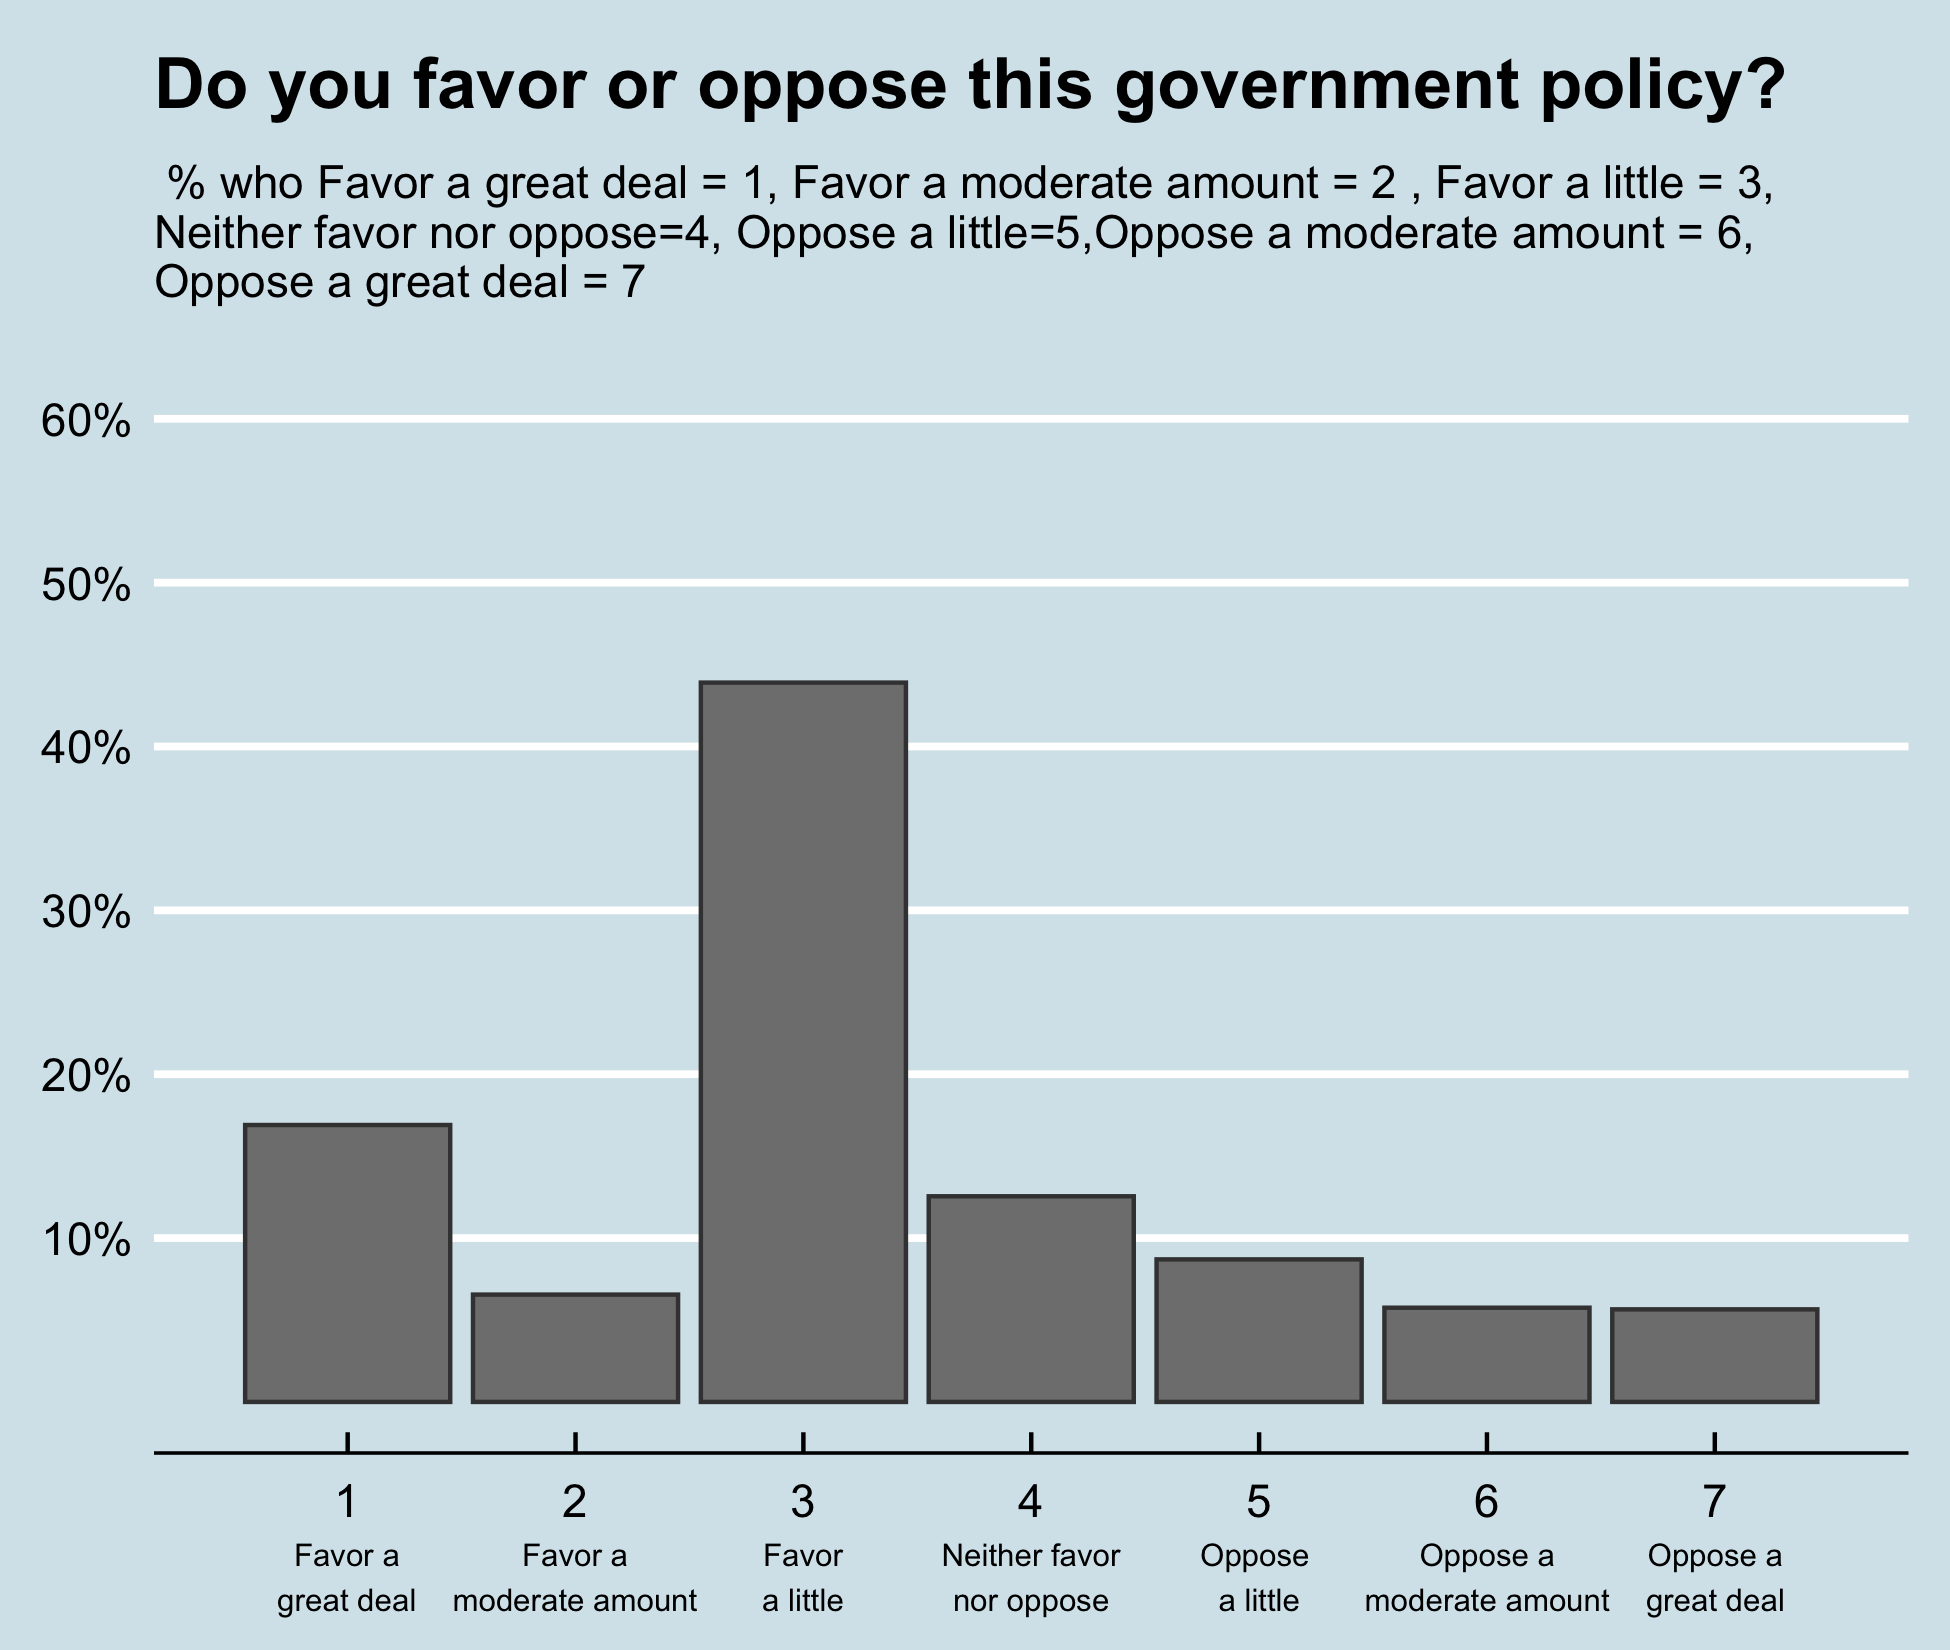 Do you favor or oppose this government policy?
% who Favor a great deal = 1, Favor a moderate amount = 2 , Favor a little = 3,
Neither favor nor oppose=4, Oppose a little=5,Oppose a moderate amount = 6,
Oppose a great deal = 7
60%
50%
40%
30%
20%
10%
1 2 3 4 5 6 7
Favor a Favor a Favor Neither favor Oppose Oppose a Oppose a
great deal moderate amount a little nor oppose a little moderate amount great deal